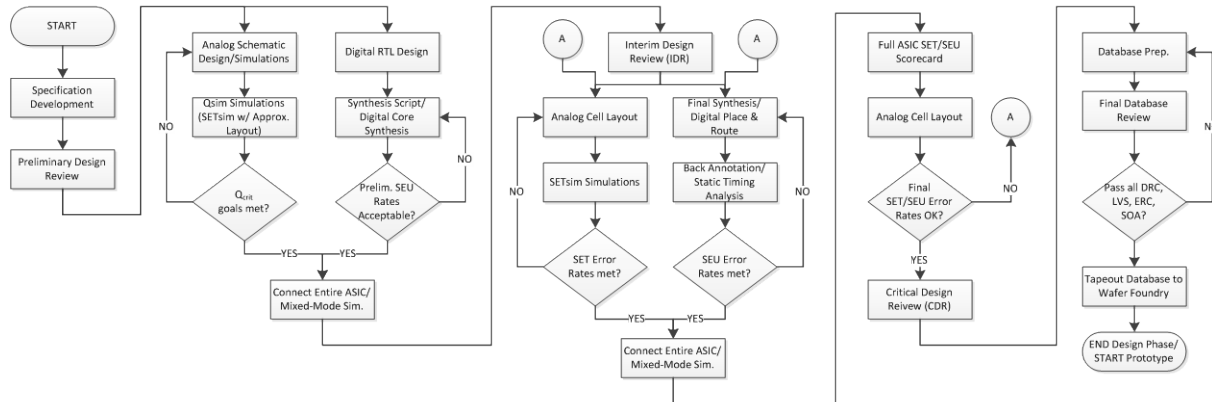 START
Specification
Development
Preliminary Design
Review
Analog Schematic
Design/Simulations
Qsim Simulations
(SETsim w/ Approx.
Layout)
NO
Qcrit
goals met?
YES
Digital RTL Design
Synthesis Script/
Digital Core
Synthesis
NO
Prelim. SEU
Rates
Acceptable?
YES
Connect Entire ASIC/
Mixed-Mode Sim.
A
Interim Design
Review (IDR)
A
Analog Cell Layout
SETsim Simulations
NO
SET Error
Rates met?
YES
Final Synthesis/
Digital Place &
Route
Back Annotation/
Static Timing
Analysis
NO
SEU Error
Rates met?
YES
Connect Entire ASIC/
Mixed-Mode Sim.
Full ASIC SET/SEU
Scorecard
Analog Cell Layout
A
NO
Final
SET/SEU Error
Rates OK?
YES
Critical Design
Reivew (CDR)
Database Prep.
Final Database
Review
Pass all DRC,
LVS, ERC,
SOA?
Tapeout Database to
Wafer Foundry
END Design Phase/
START Prototype